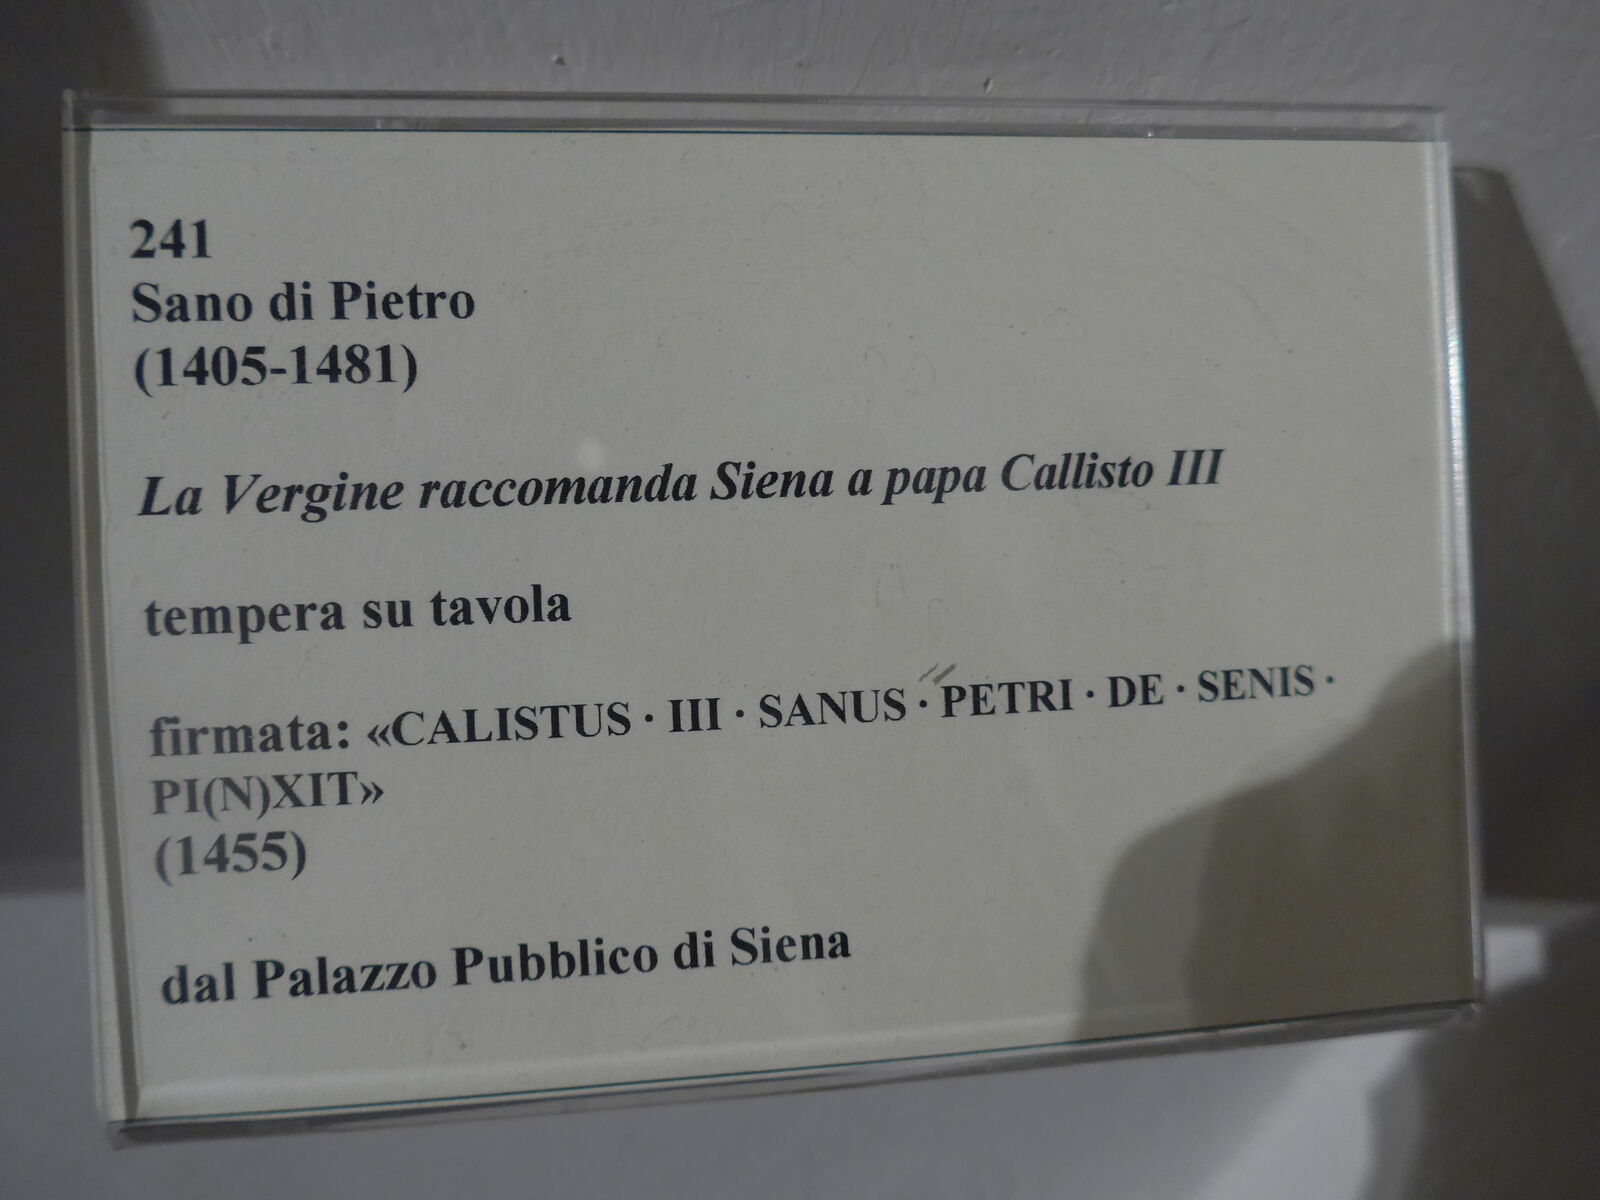 241
Sano di Pietro
(1405-1481)
La Vergine raccomanda Siena a papa Callisto III
tempera su tavola
firmata: «CALISTUS · III · SANUS · PETRI · DE · SENIS ·
PI(N)XIT»
(1455)
dal Palazzo Pubblico di Siena